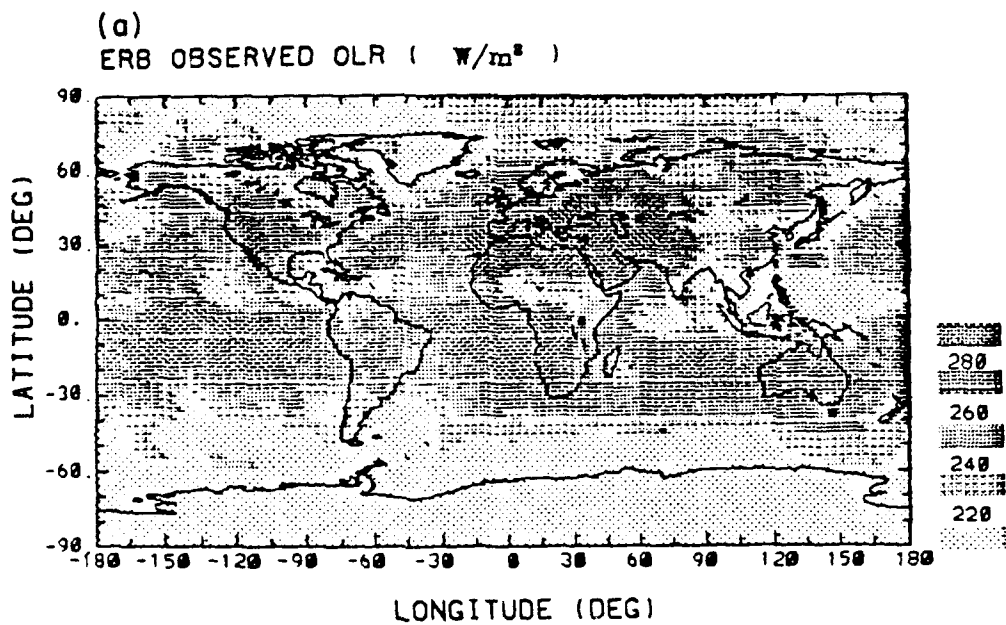 (a)
ERB OBSERVED OLR ( W/m² )
LATITUDE (DEG)
90.
60.
30.
0.
-30.
-60.
-90.
-180 -150 -120 -90 -60 -30 0 30 60 90 120 150 180
LONGITUDE (DEG)
280
260
240
220